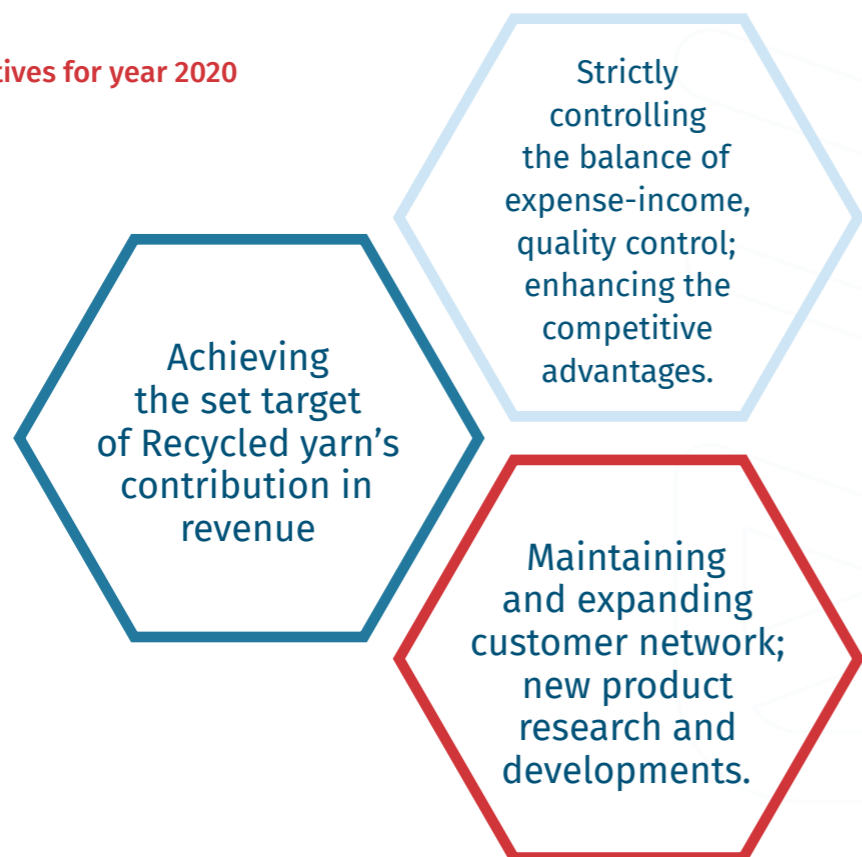 tives for year 2020
Strictly
controlling
the balance of
expense-income,
quality control;
enhancing the
competitive
advantages.
Achieving
the set target
of Recycled yarn’s
contribution in
revenue
Maintaining
and expanding
customer network;
new product
research and
developments.